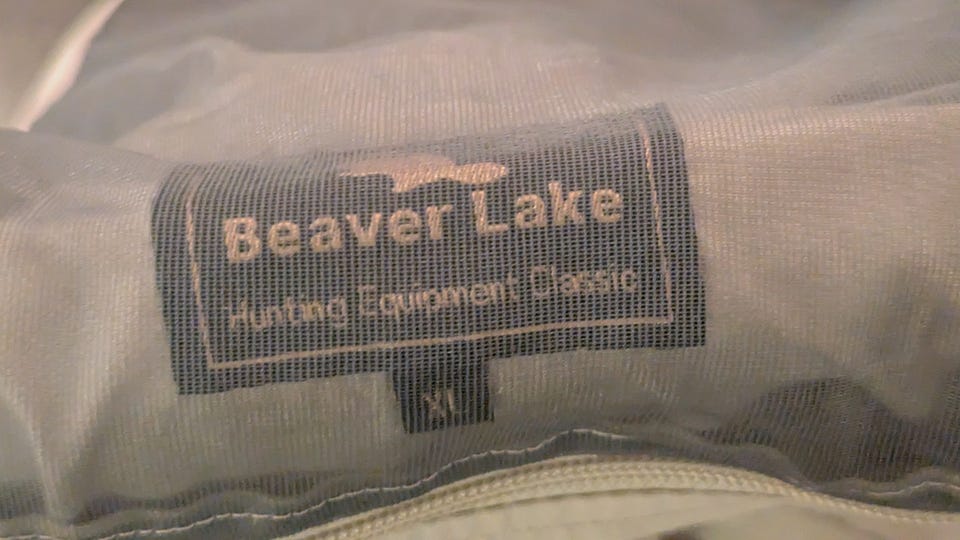 Beaver Lake
Hunting Equipment Classic
XL